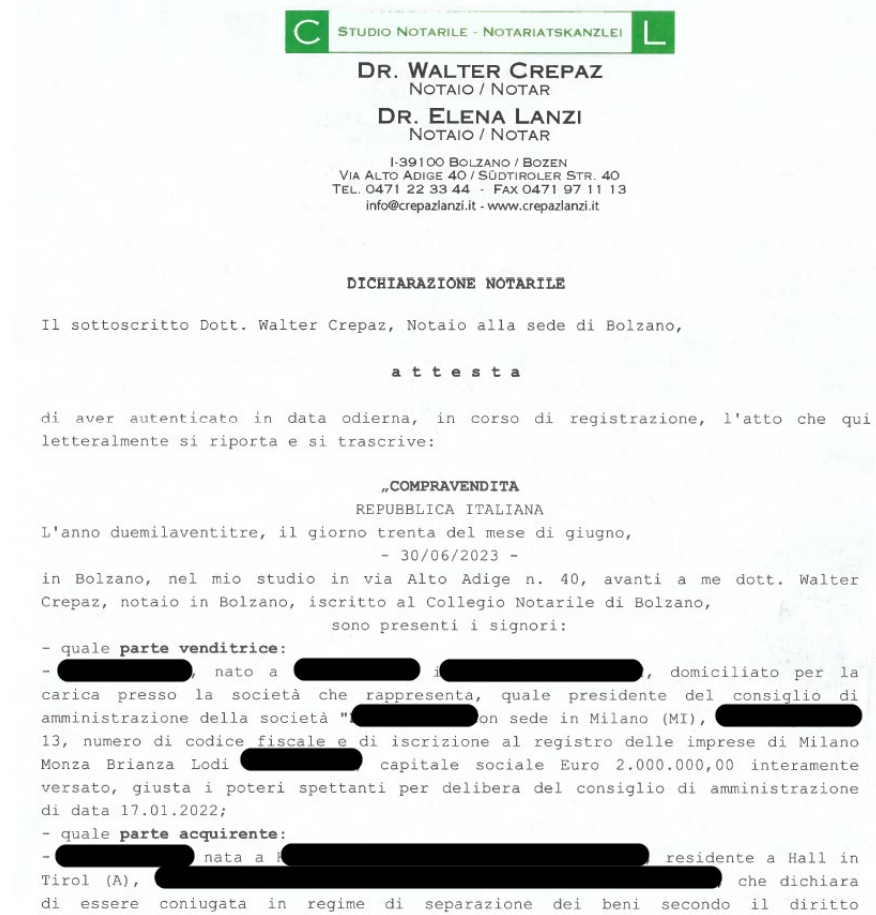 C STUDIO NOTARILE - NOTARIATSKANZLEI L
DR. WALTER CREPAZ
NOTAIO / NOTAR
DR. ELENA LANZI
NOTAIO / NOTAR
I-39100 BOLZANO / BOZEN
VIA ALTO ADIGE 40 / SÜDTIROLER STR. 40
TEL. 0471 22 33 44 - FAX 0471 97 11 13
info@crepazlanzi.it - www.crepazlanzi.it
DICHIARAZIONE NOTARILE
Il sottoscritto Dott. Walter Crepaz, Notaio alla sede di Bolzano,
a t t e s t a
di aver autenticato in data odierna, in corso di registrazione, l'atto che qui
letteralmente si riporta e si trascrive:
„COMPRAVENDITA
REPUBBLICA ITALIANA
L'anno duemilaventitre, il giorno trenta del mese di giugno,
- 30/06/2023 -
in Bolzano, nel mio studio in via Alto Adige n. 40, avanti a me dott. Walter
Crepaz, notaio in Bolzano, iscritto al Collegio Notarile di Bolzano,
sono presenti i signori:
- quale parte venditrice:
- , nato a i , domiciliato per la
carica presso la società che rappresenta, quale presidente del consiglio di
amministrazione della società " on sede in Milano (MI),
13, numero di codice fiscale e di iscrizione al registro delle imprese di Milano
Monza Brianza Lodi , capitale sociale Euro 2.000.000,00 interamente
versato, giusta i poteri spettanti per delibera del consiglio di amministrazione
di data 17.01.2022;
- quale parte acquirente:
- nata a residente a Hall in
Tirol (A), che dichiara
di essere coniugata in regime di separazione dei beni secondo il diritto